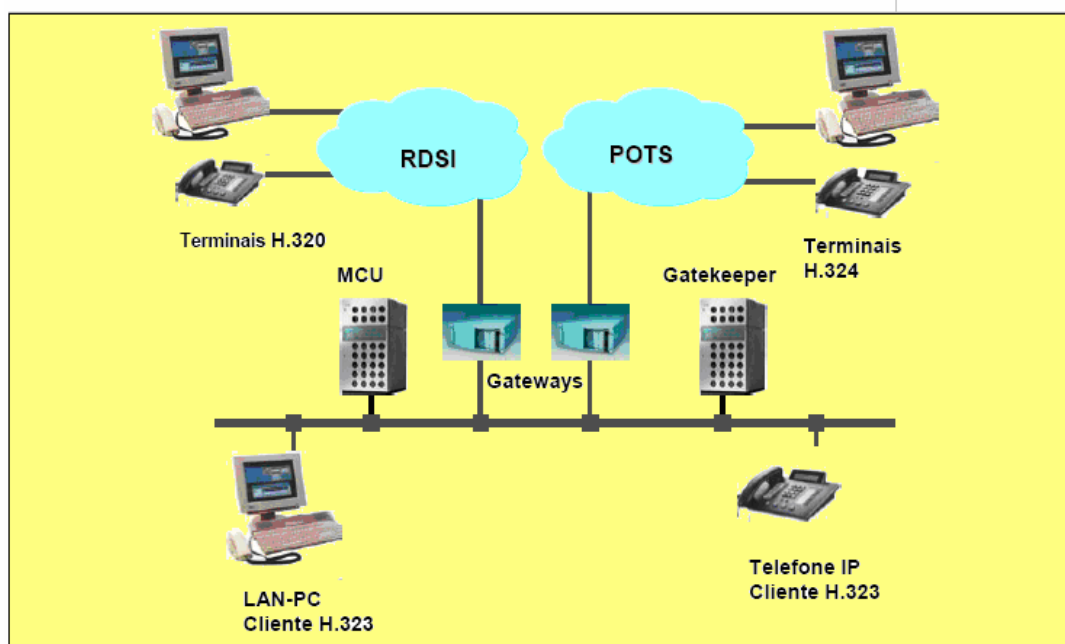 RDSI
POTS
Terminais H.320
Terminais
H.324
MCU
Gatekeeper
Gateways
LAN-PC
Cliente H.323
Telefone IP
Cliente H.323